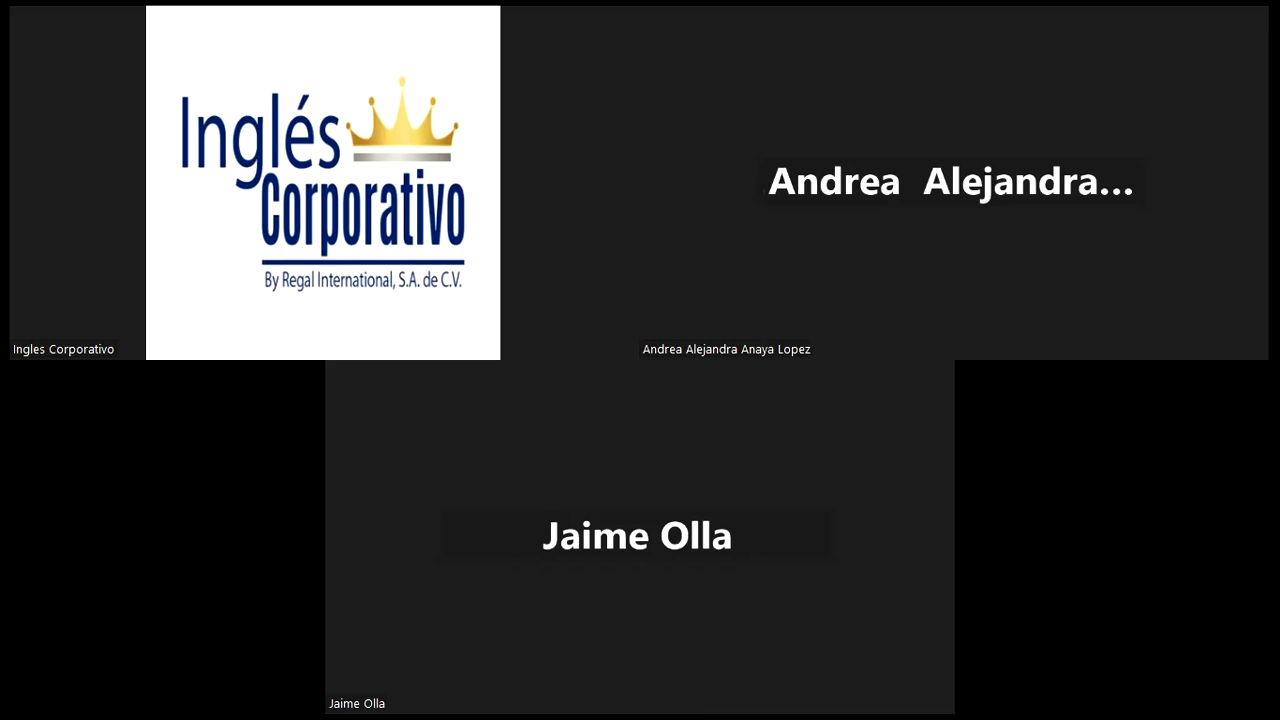 Inglés
Corporativo
By Regal International, S.A. de C.V.
Ingles Corporativo
Andrea Alejandra...
Andrea Alejandra Anaya Lopez
Jaime Olla
Jaime Olla